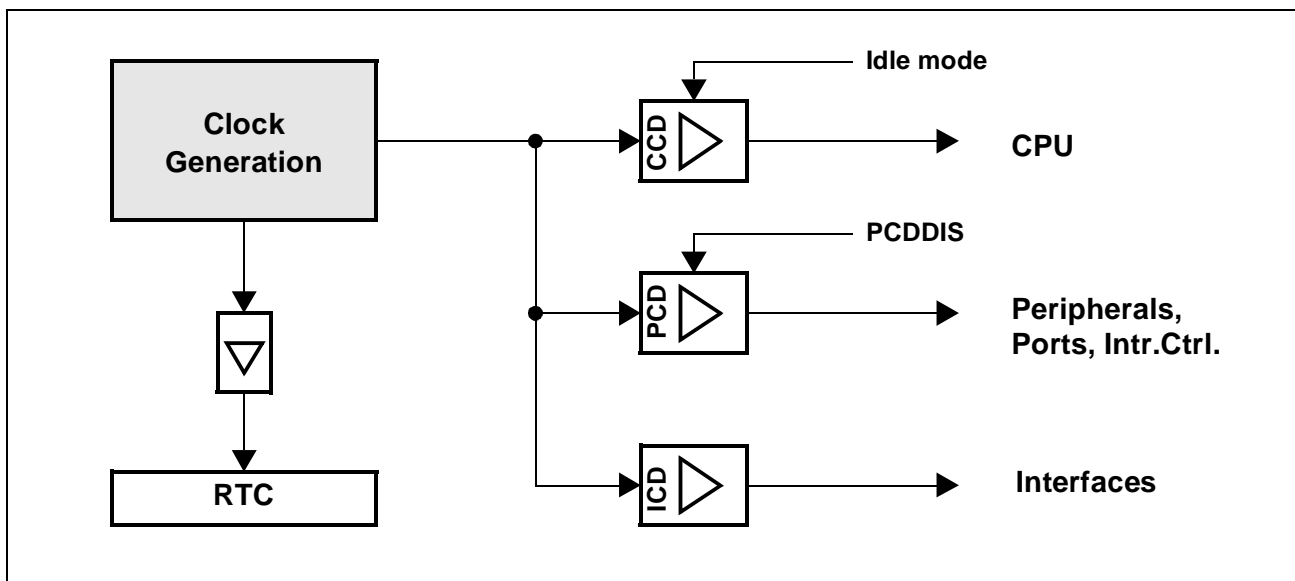 Idle mode
Clock
Generation
CCD
CPU
PCDDIS
PCD
Peripherals,
Ports, Intr.Ctrl.
RTC
ICD
Interfaces